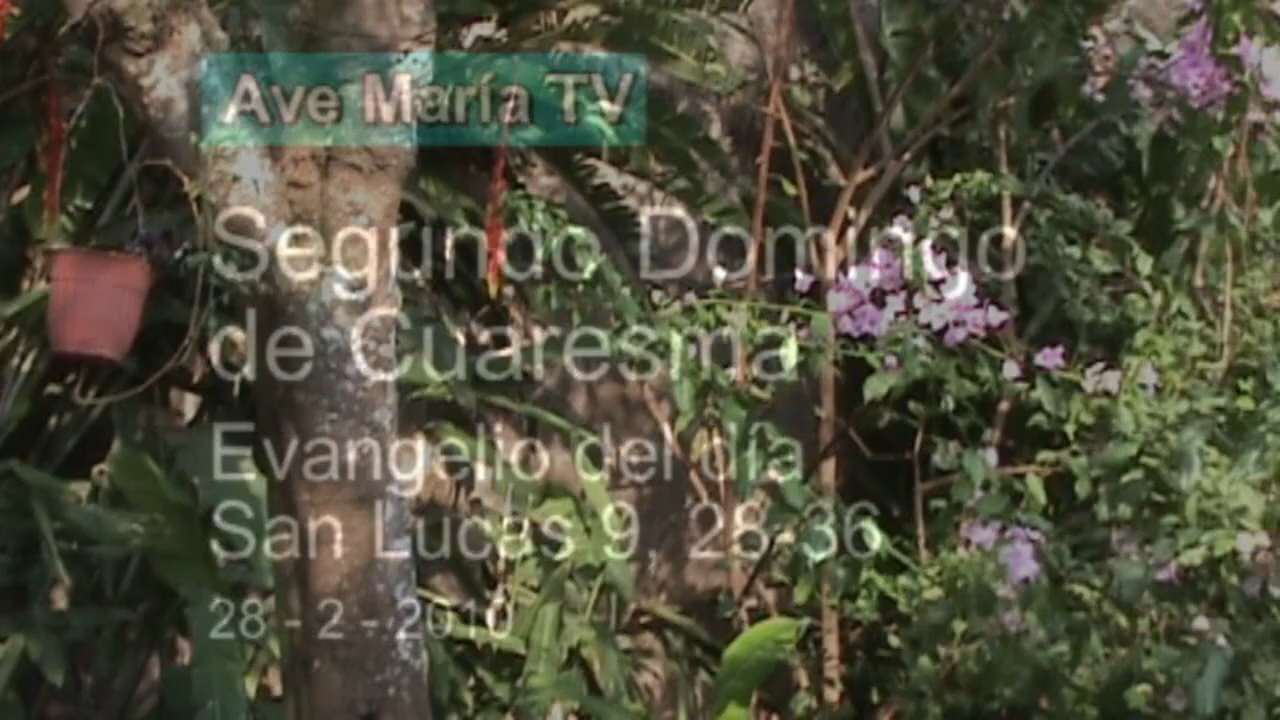 Ave María TV
Segundo Domingo
de Cuaresma
Evangelio del día
San Lucas 9, 28-36
28 - 2 - 2010